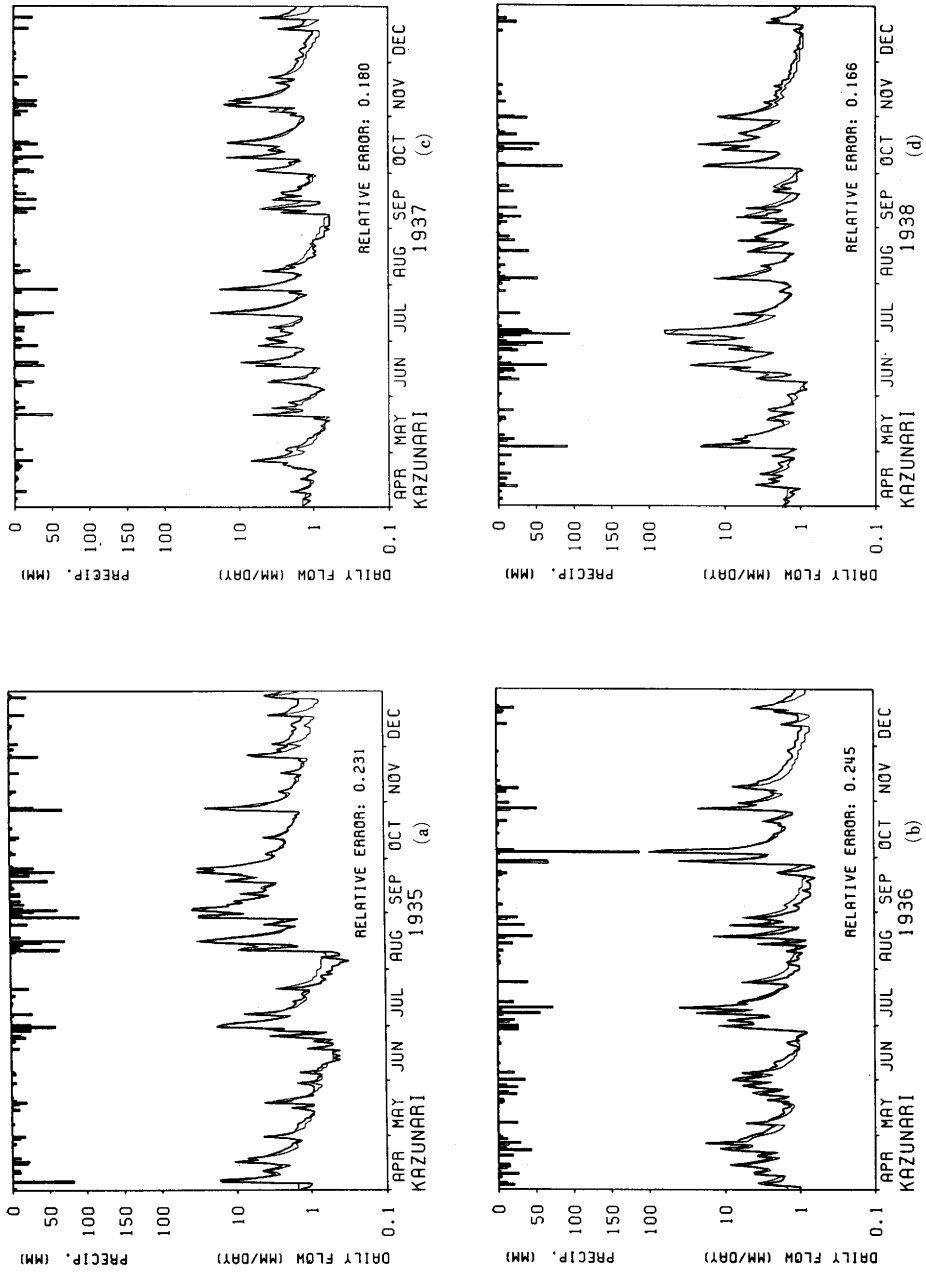 PRECIP. (MM)
0
50
100
150
DAILY FLOW (MM/DAY)
10
1
0.1
RELATIVE ERROR: 0.231
APR MAY JUN JUL AUG SEP OCT NOV DEC
KAZUNARI 1935
(a)
PRECIP. (MM)
0
50
100
150
100
DAILY FLOW (MM/DAY)
10
1
0.1
RELATIVE ERROR: 0.245
APR MAY JUN JUL AUG SEP OCT NOV DEC
KAZUNARI 1936
(b)
PRECIP. (MM)
0
50
100
150
100
DAILY FLOW (MM/DAY)
10
1
0.1
RELATIVE ERROR: 0.180
APR MAY JUN JUL AUG SEP OCT NOV DEC
KAZUNARI 1937
(c)
PRECIP. (MM)
0
50
100
150
100
DAILY FLOW (MM/DAY)
10
1
0.1
RELATIVE ERROR: 0.166
APR MAY JUN JUL AUG SEP OCT NOV DEC
KAZUNARI 1938
(d)